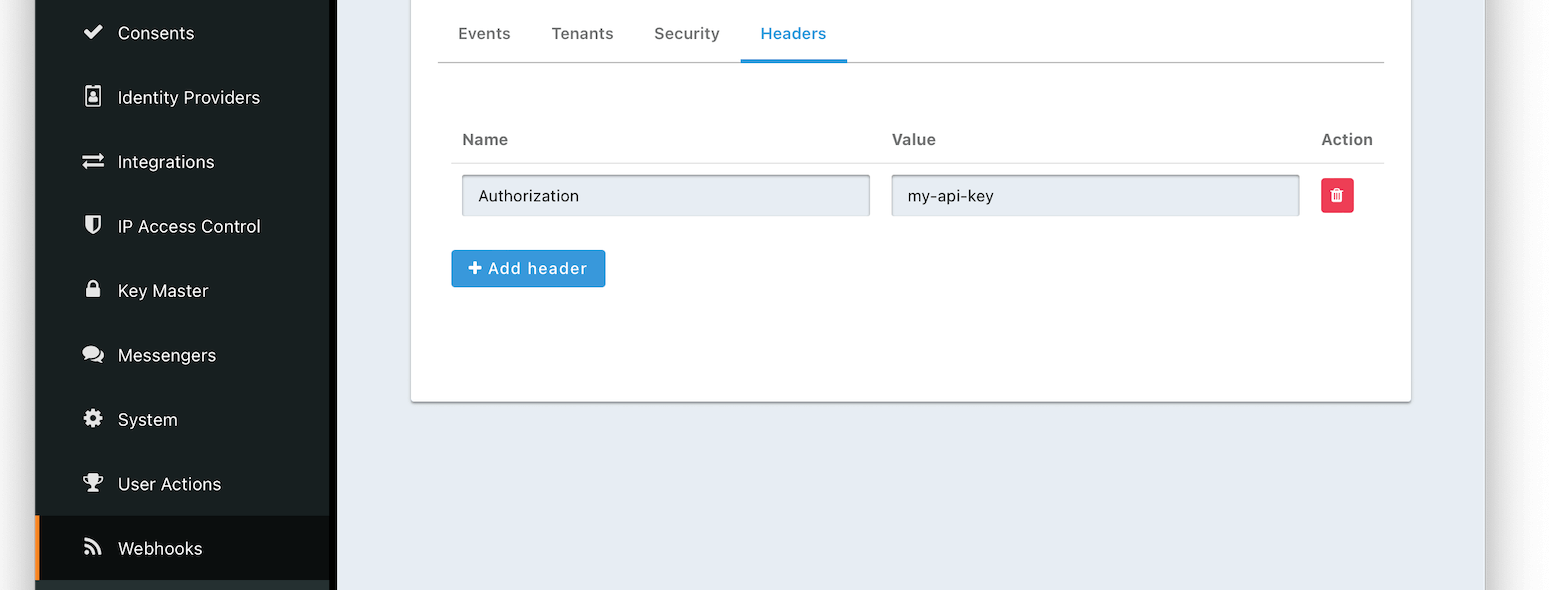 Consents
Identity Providers
Integrations
IP Access Control
Key Master
Messengers
System
User Actions
Webhooks
Events Tenants Security Headers
Name Value Action
Authorization my-api-key
Add header